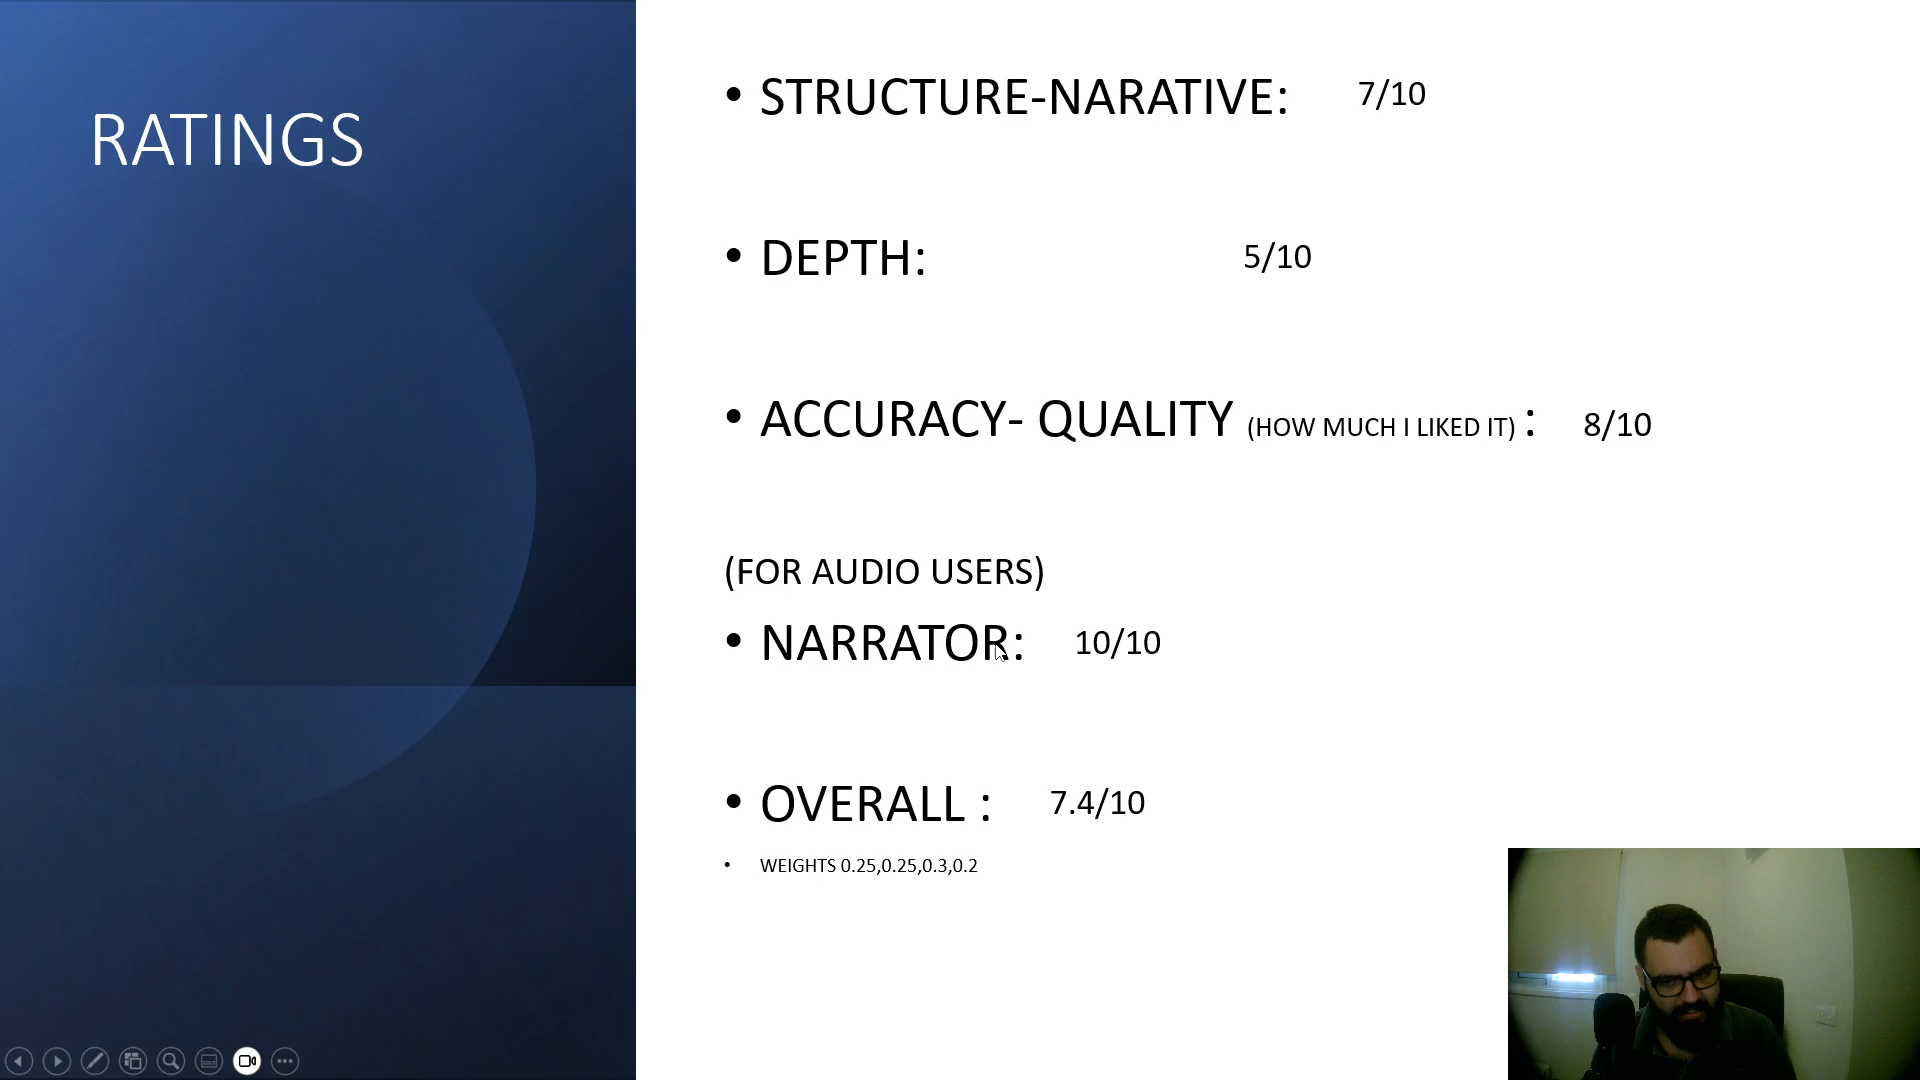 RATINGS
• STRUCTURE-NARATIVE: 7/10
• DEPTH: 5/10
• ACCURACY- QUALITY (HOW MUCH I LIKED IT) : 8/10
(FOR AUDIO USERS)
• NARRATOR: 10/10
• OVERALL : 7.4/10
• WEIGHTS 0.25,0.25,0.3,0.2